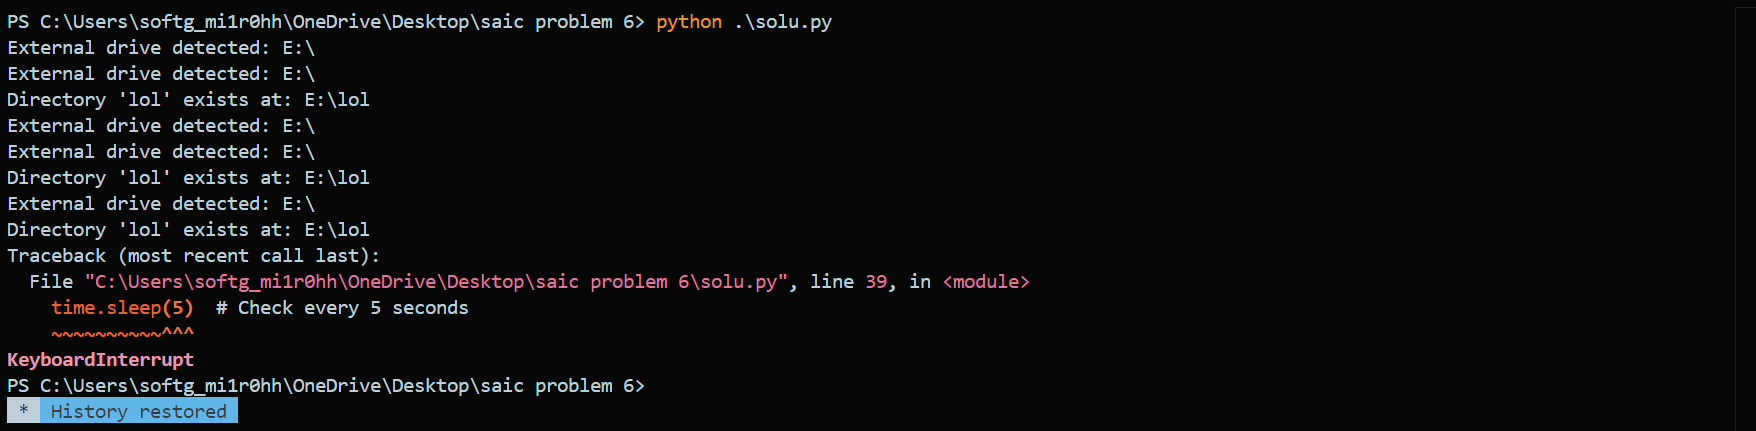 PS C:\Users\softg_mi1r0hh\OneDrive\Desktop\saic problem 6> python .\solu.py
External drive detected: E:\
External drive detected: E:\
Directory 'lol' exists at: E:\lol
External drive detected: E:\
External drive detected: E:\
Directory 'lol' exists at: E:\lol
External drive detected: E:\
Directory 'lol' exists at: E:\lol
Traceback (most recent call last):
  File "C:\Users\softg_mi1r0hh\OneDrive\Desktop\saic problem 6\solu.py", line 39, in <module>
    time.sleep(5)  # Check every 5 seconds
    ~~~~~~~~~~^^^
KeyboardInterrupt
PS C:\Users\softg_mi1r0hh\OneDrive\Desktop\saic problem 6>
* History restored